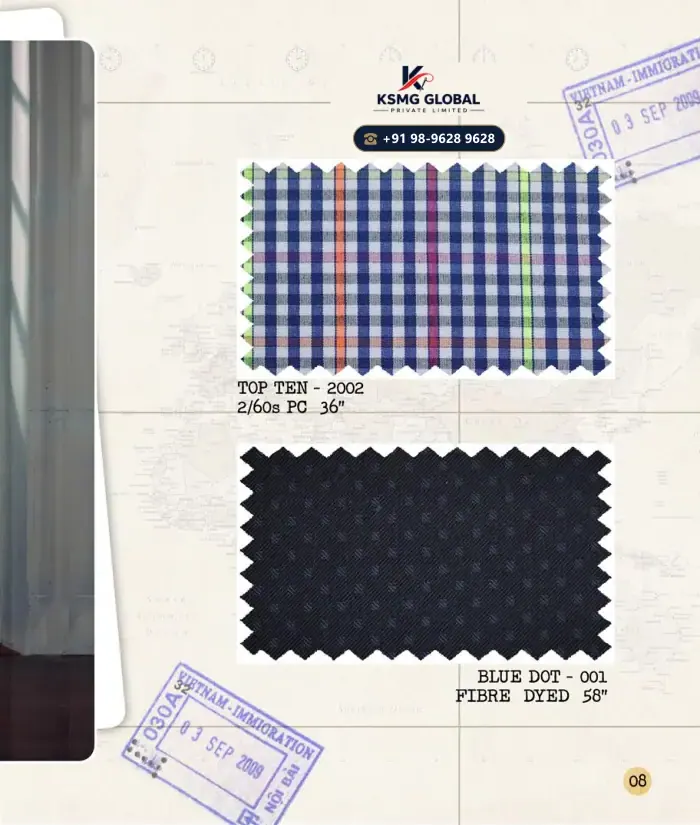 KSMG GLOBAL
PRIVATE LIMITED
+91 98-9628 9628
VIETNAM-IMMIGRATION
32
030A
03 SEP 2009
TOP TEN - 2002
2/60s PC 36"
BLUE DOT - 001
FIBRE DYED 58"
VIETNAM-IMMIGRATION
32
030A
03 SEP 2009
NỘI BÀI
08